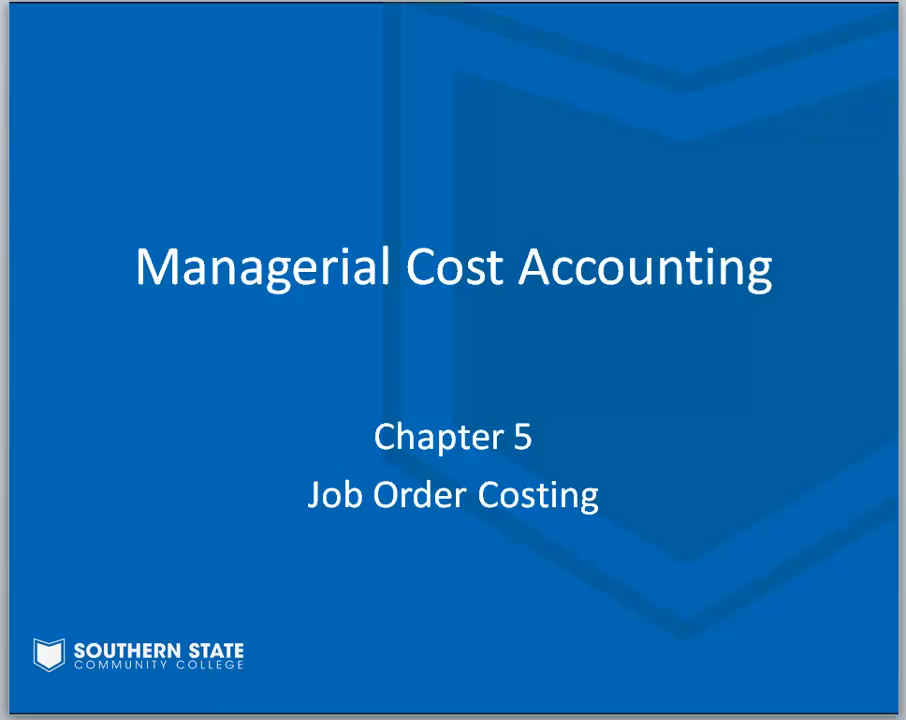 Managerial Cost Accounting
Chapter 5
Job Order Costing
SOUTHERN STATE
COMMUNITY COLLEGE